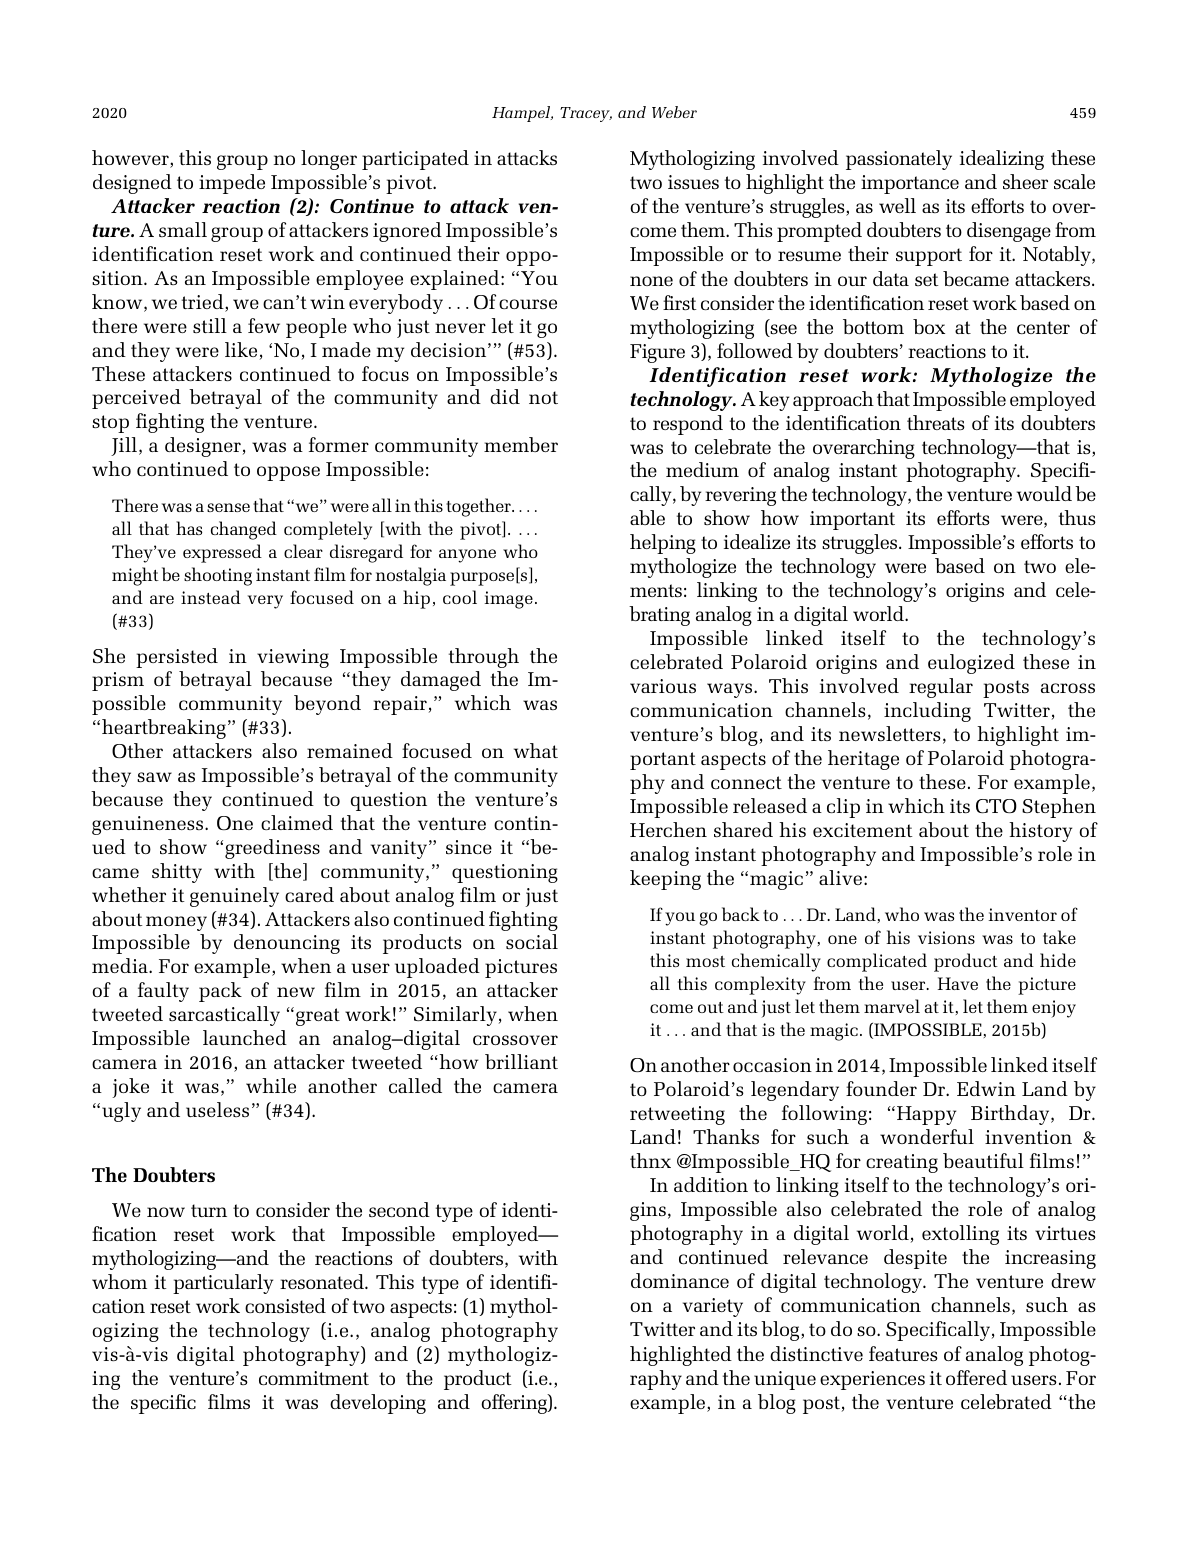 2020
Hampel, Tracey, and Weber
459
however, this group no longer participated in attacks
designed to impede Impossible's pivot.
Attacker reaction (2): Continue to attack ven-
ture. A small group of attackers ignored Impossible's
identification reset work and continued their oppo-
sition. As an Impossible employee explained: “You
know, we tried, we can't win everybody . . . Of course
there were still a few people who just never let it go
and they were like, ‘No, I made my decision’” (#53).
These attackers continued to focus on Impossible's
perceived betrayal of the community and did not
stop fighting the venture.
Jill, a designer, was a former community member
who continued to oppose Impossible:
There was a sense that “we” were all in this together. . . .
all that has changed completely [with the pivot]. . . .
They've expressed a clear disregard for anyone who
might be shooting instant film for nostalgia purpose[s],
and are instead very focused on a hip, cool image.
(#33)
She persisted in viewing Impossible through the
prism of betrayal because “they damaged the Im-
possible community beyond repair,” which was
“heartbreaking” (#33).
Other attackers also remained focused on what
they saw as Impossible's betrayal of the community
because they continued to question the venture's
genuineness. One claimed that the venture contin-
ued to show “greediness and vanity” since it “be-
came shitty with [the] community,” questioning
whether it genuinely cared about analog film or just
about money (#34). Attackers also continued fighting
Impossible by denouncing its products on social
media. For example, when a user uploaded pictures
of a faulty pack of new film in 2015, an attacker
tweeted sarcastically “great work!” Similarly, when
Impossible launched an analog–digital crossover
camera in 2016, an attacker tweeted “how brilliant
a joke it was,” while another called the camera
“ugly and useless” (#34).
The Doubters
We now turn to consider the second type of identi-
fication reset work that Impossible employed—
mythologizing—and the reactions of doubters, with
whom it particularly resonated. This type of identifi-
cation reset work consisted of two aspects: (1) mythol-
ogizing the technology (i.e., analog photography
vis-à-vis digital photography) and (2) mythologiz-
ing the venture's commitment to the product (i.e.,
the specific films it was developing and offering).
Mythologizing involved passionately idealizing these
two issues to highlight the importance and sheer scale
of the venture's struggles, as well as its efforts to over-
come them. This prompted doubters to disengage from
Impossible or to resume their support for it. Notably,
none of the doubters in our data set became attackers.
We first consider the identification reset work based on
mythologizing (see the bottom box at the center of
Figure 3), followed by doubters' reactions to it.
Identification reset work: Mythologize the
technology. A key approach that Impossible employed
to respond to the identification threats of its doubters
was to celebrate the overarching technology—that is,
the medium of analog instant photography. Specifi-
cally, by revering the technology, the venture would be
able to show how important its efforts were, thus
helping to idealize its struggles. Impossible's efforts to
mythologize the technology were based on two ele-
ments: linking to the technology's origins and cele-
brating analog in a digital world.
Impossible linked itself to the technology's
celebrated Polaroid origins and eulogized these in
various ways. This involved regular posts across
communication channels, including Twitter, the
venture's blog, and its newsletters, to highlight im-
portant aspects of the heritage of Polaroid photogra-
phy and connect the venture to these. For example,
Impossible released a clip in which its CTO Stephen
Herchen shared his excitement about the history of
analog instant photography and Impossible's role in
keeping the “magic” alive:
If you go back to . . . Dr. Land, who was the inventor of
instant photography, one of his visions was to take
this most chemically complicated product and hide
all this complexity from the user. Have the picture
come out and just let them marvel at it, let them enjoy
it . . . and that is the magic. (IMPOSSIBLE, 2015b)
On another occasion in 2014, Impossible linked itself
to Polaroid's legendary founder Dr. Edwin Land by
retweeting the following: “Happy Birthday, Dr.
Land! Thanks for such a wonderful invention &
thnx @Impossible_HQ for creating beautiful films!”
In addition to linking itself to the technology's ori-
gins, Impossible also celebrated the role of analog
photography in a digital world, extolling its virtues
and continued relevance despite the increasing
dominance of digital technology. The venture drew
on a variety of communication channels, such as
Twitter and its blog, to do so. Specifically, Impossible
highlighted the distinctive features of analog photog-
raphy and the unique experiences it offered users. For
example, in a blog post, the venture celebrated “the